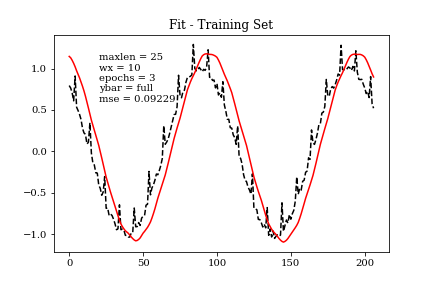 Fit - Training Set
maxlen = 25
wx = 10
epochs = 3
ybar = full
mse = 0.09229
1.0
0.5
0.0
−0.5
−1.0
0 50 100 150 200